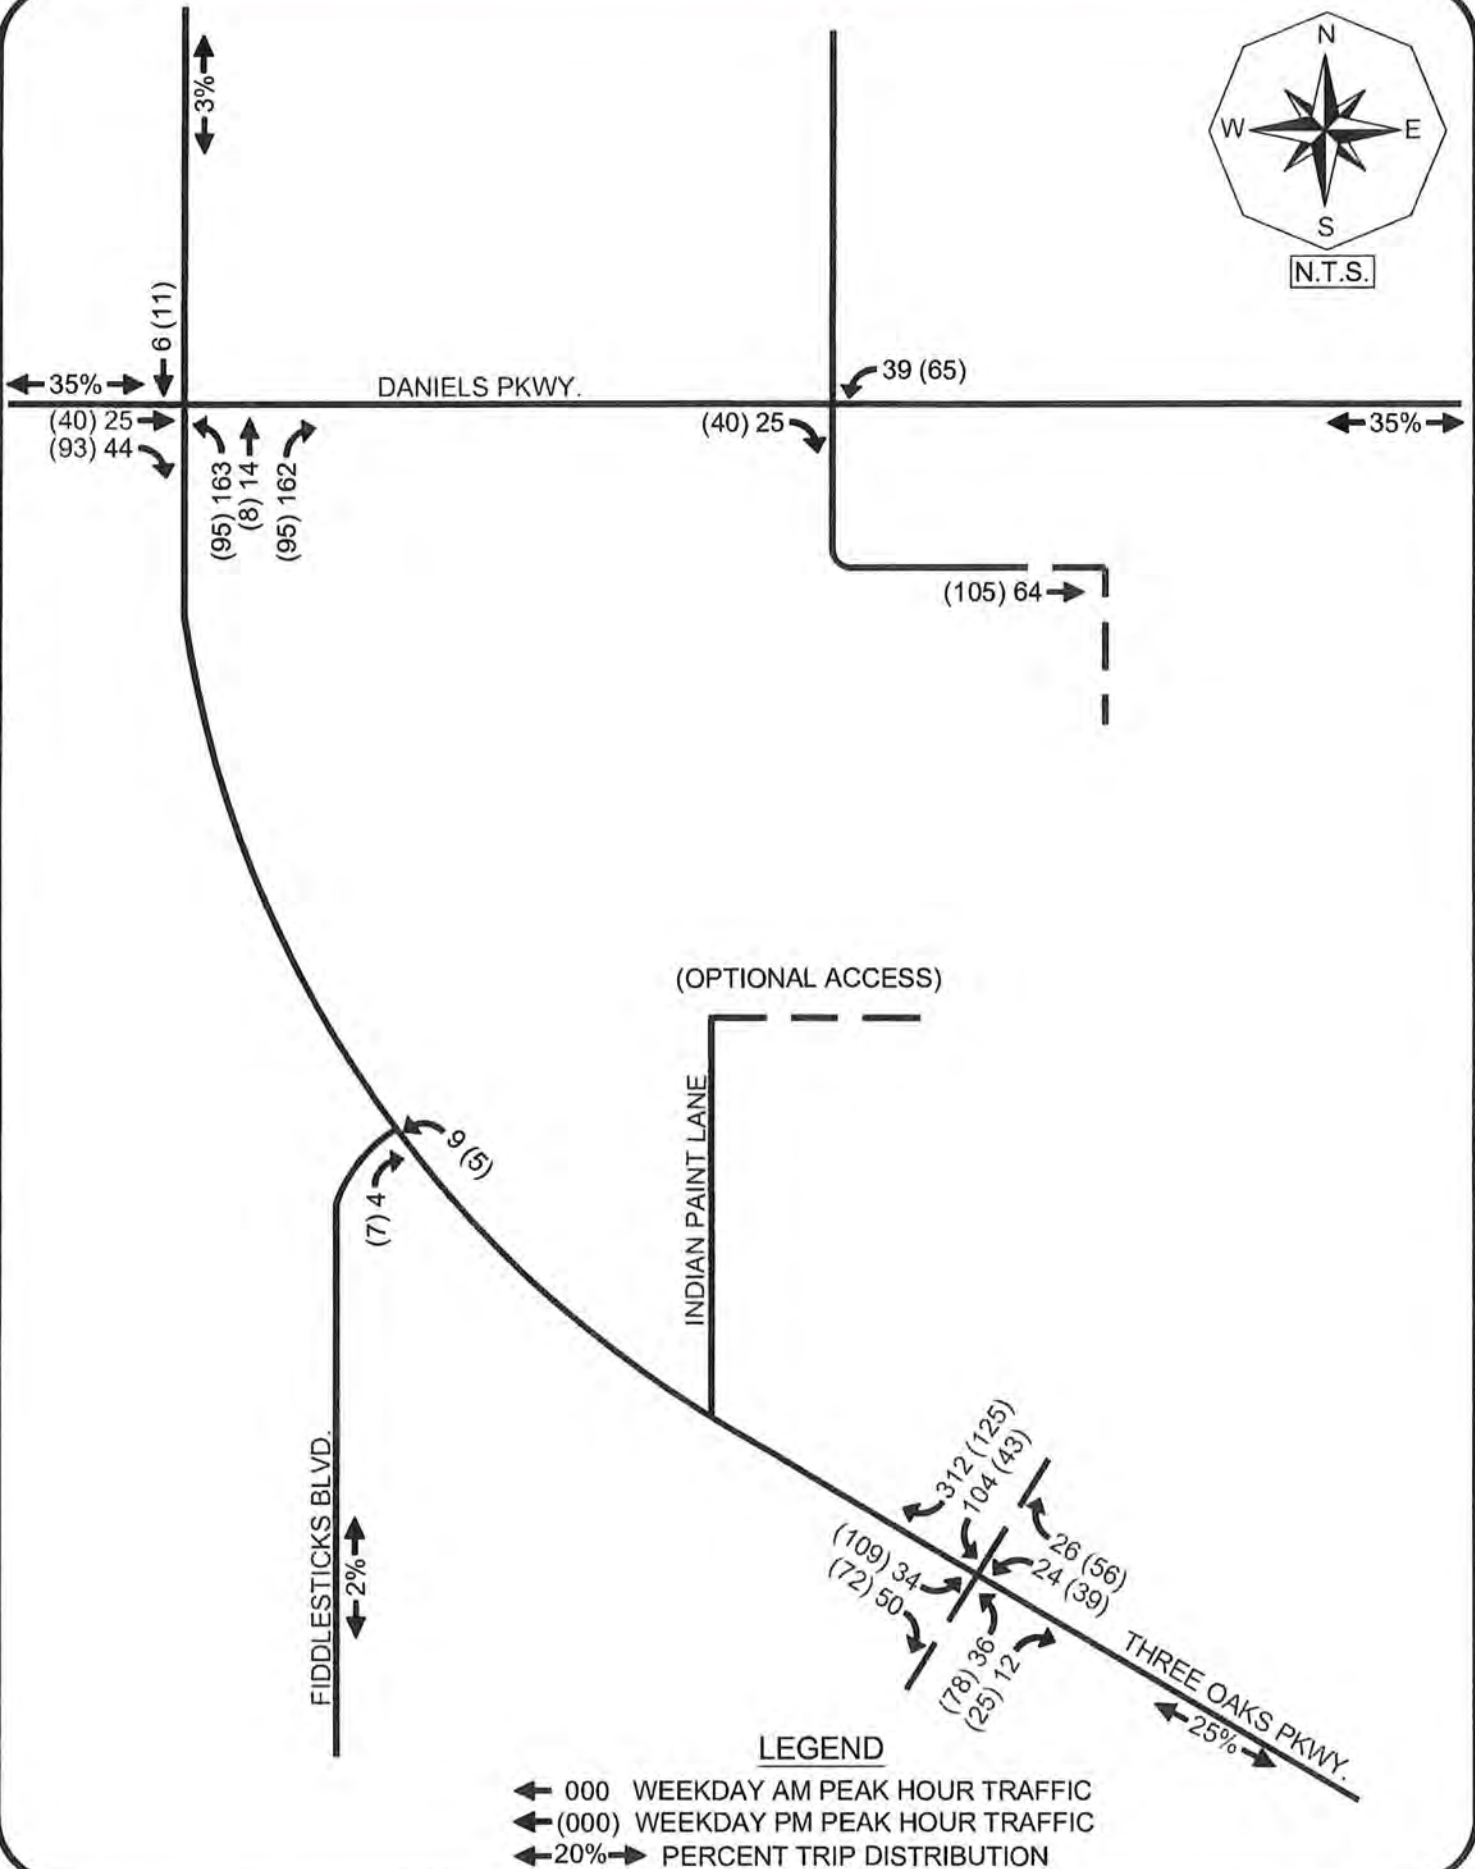 N
W E
S
N.T.S.
3%
6 (11)
35%
DANIELS PKWY.
39 (65)
(40) 25
(93) 44
(95) 163
(8) 14
(95) 162
(40) 25
35%
(105) 64
(OPTIONAL ACCESS)
INDIAN PAINT LANE
9 (5)
(7) 4
FIDDLESTICKS BLVD.
2%
312 (125)
104 (43)
(109) 34
(72) 50
26 (56)
24 (39)
(78) 36
(25) 12
THREE OAKS PKWY.
25%
LEGEND
000 WEEKDAY AM PEAK HOUR TRAFFIC
(000) WEEKDAY PM PEAK HOUR TRAFFIC
20% PERCENT TRIP DISTRIBUTION